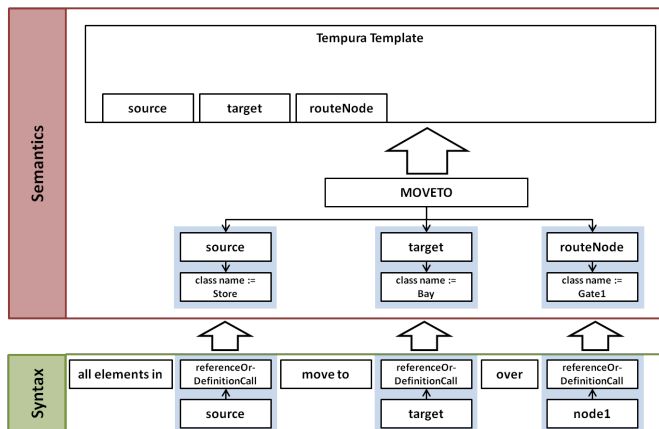 Semantics
Tempura Template
source target routeNode
MOVETO
source target routeNode
class name := class name := class name :=
Store Bay Gate1
Syntax
all elements in referenceOr- move to referenceOr- over referenceOr-
DefinitionCall DefinitionCall DefinitionCall
source target node1